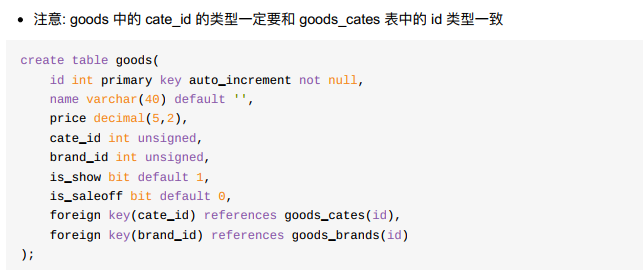 • 注意: goods 中的 cate_id 的类型一定要和 goods_cates 表中的 id 类型一致
create table goods(
    id int primary key auto_increment not null,
    name varchar(40) default '',
    price decimal(5,2),
    cate_id int unsigned,
    brand_id int unsigned,
    is_show bit default 1,
    is_saleoff bit default 0,
    foreign key(cate_id) references goods_cates(id),
    foreign key(brand_id) references goods_brands(id)
);